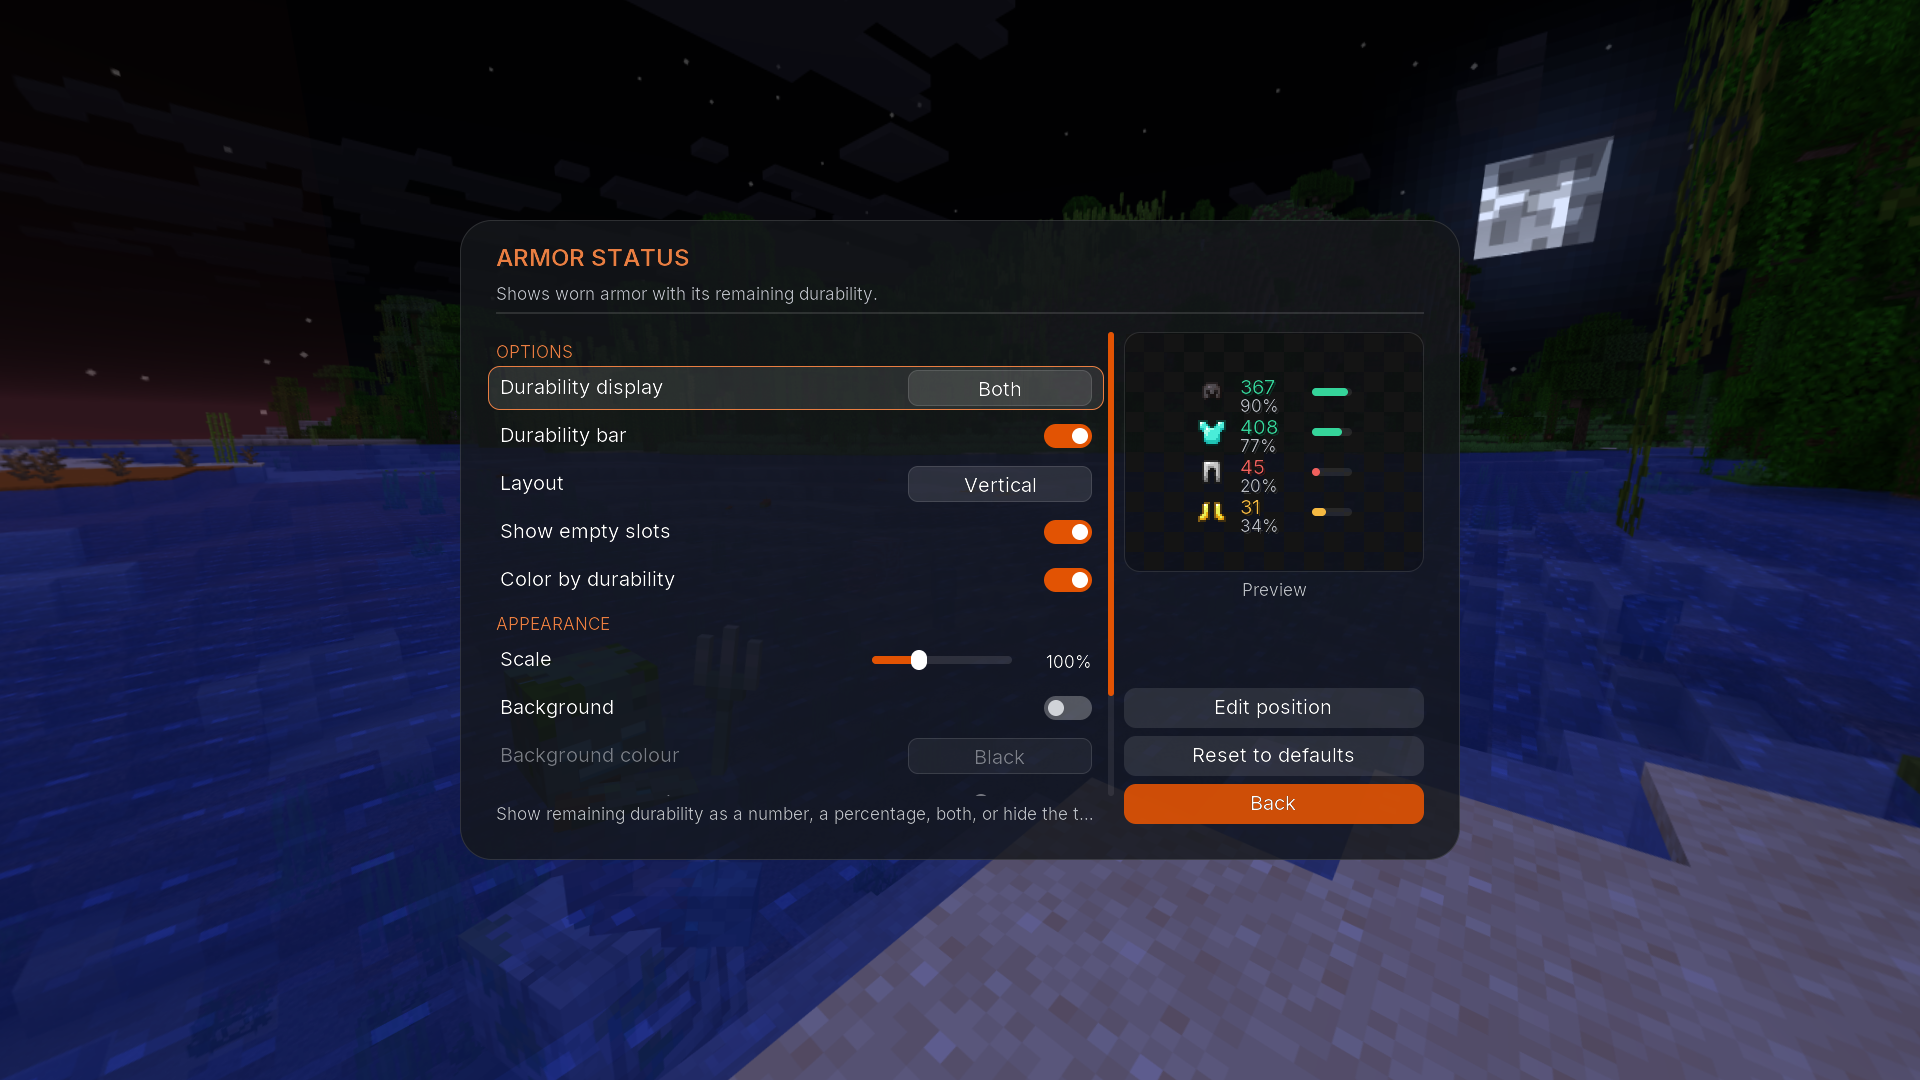 ARMOR STATUS
Shows worn armor with its remaining durability.
OPTIONS
Durability display
Both
Durability bar
Layout
Vertical
Show empty slots
Color by durability
APPEARANCE
Scale
100%
Background
Background colour
Black
Show remaining durability as a number, a percentage, both, or hide the t...
367
90%
408
77%
45
20%
31
34%
Preview
Edit position
Reset to defaults
Back